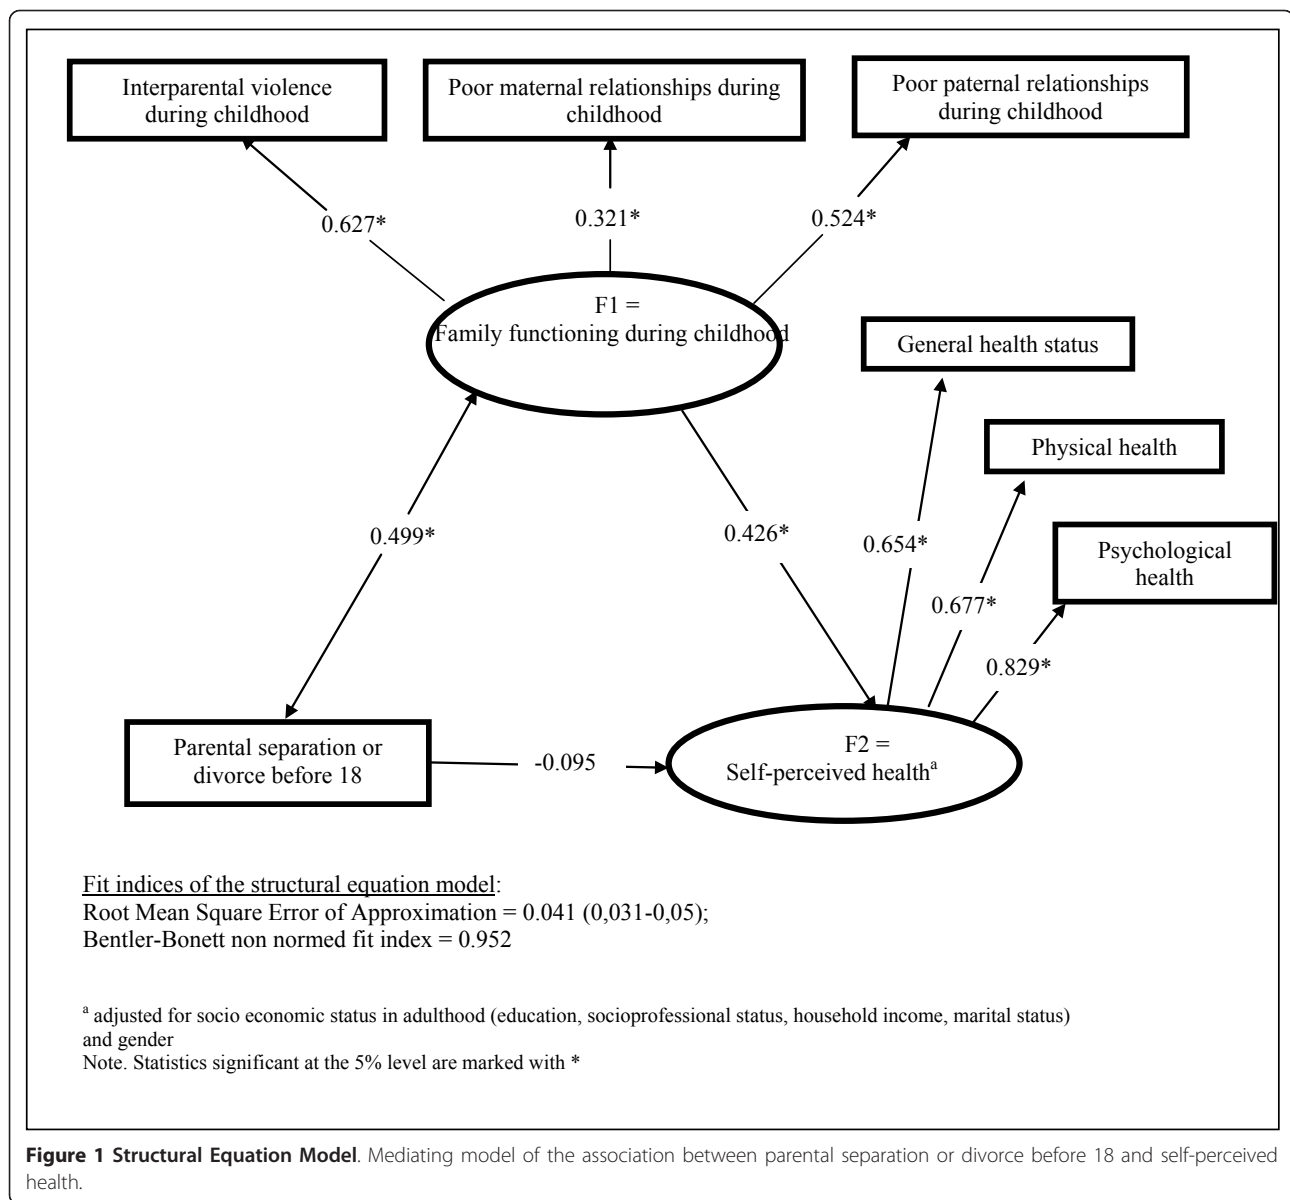 Interparental violence
during childhood
Poor maternal relationships during
childhood
Poor paternal relationships
during childhood
0.627*
0.321*
0.524*
F1 =
Family functioning during childhood
General health status
Physical health
Psychological
health
0.499*
0.426*
0.654*
0.677*
0.829*
Parental separation or
divorce before 18
-0.095
F2 =
Self-perceived healthᵃ
Fit indices of the structural equation model:
Root Mean Square Error of Approximation = 0.041 (0,031-0,05);
Bentler-Bonett non normed fit index = 0.952
ᵃ adjusted for socio economic status in adulthood (education, socioprofessional status, household income, marital status)
and gender
Note. Statistics significant at the 5% level are marked with *
Figure 1 Structural Equation Model. Mediating model of the association between parental separation or divorce before 18 and self-perceived
health.